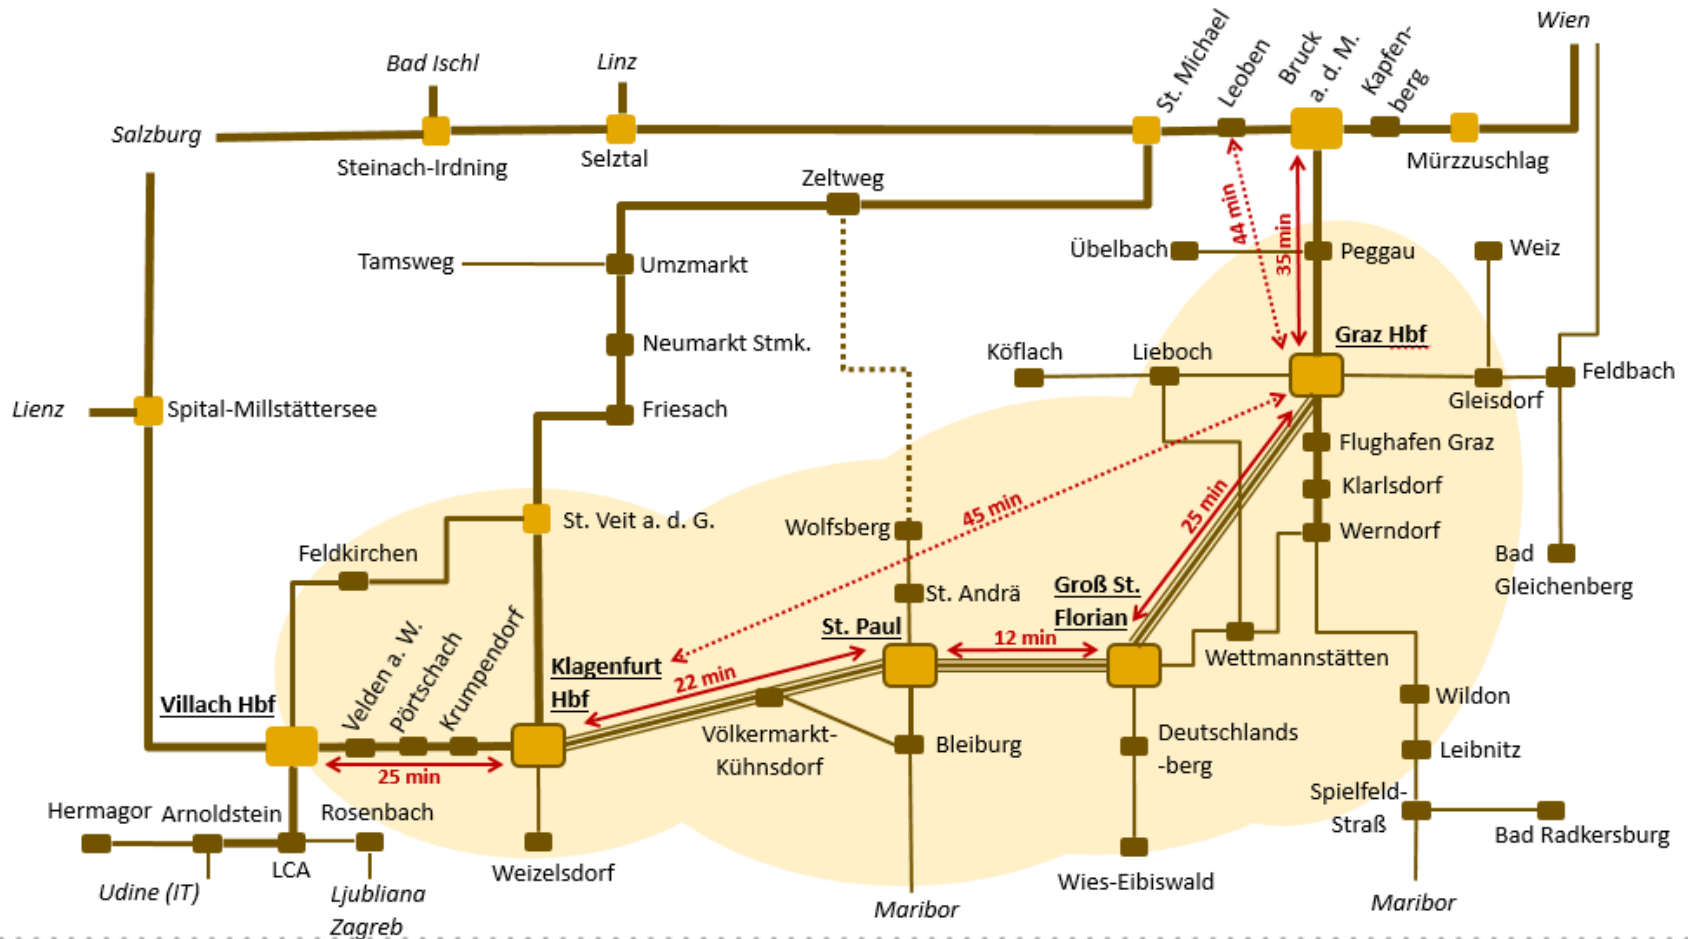 Wien
Bad Ischl
Linz
Salzburg
Steinach-Irdning
Selztal
St. Michael
Leoben
Bruck
a. d. M.
Kapfen-
berg
Mürzzuschlag
Zeltweg
44 min
35 min
Tamsweg
Umzmarkt
Übelbach
Peggau
Weiz
Neumarkt Stmk.
Graz Hbf
Köflach
Lieboch
Feldbach
Gleisdorf
Lienz
Spital-Millstättersee
Friesach
Flughafen Graz
Klarlsdorf
45 min
25 min
St. Veit a. d. G.
Wolfsberg
Werndorf
Feldkirchen
Bad
Gleichenberg
St. Andrä
Groß St.
Florian
St. Paul
12 min
Wettmannstätten
Velden a. W.
Pörtschach
Krumpendorf
Klagenfurt
Hbf
22 min
Villach Hbf
Wildon
Völkermarkt-
Kühnsdorf
Bleiburg
Deutschlands
-berg
Leibnitz
25 min
Spielfeld-
Straß
Bad Radkersburg
Hermagor
Arnoldstein
Rosenbach
LCA
Weizelsdorf
Wies-Eibiswald
Udine (IT)
Ljubliana
Zagreb
Maribor
Maribor